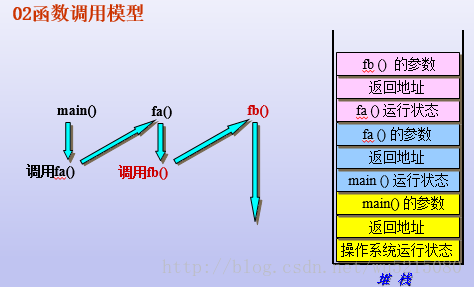 02函数调用模型
main()
fa()
fb()
调用fa()
调用fb()
fb () 的参数
返回地址
fa () 运行状态
fa () 的参数
返回地址
main () 运行状态
main() 的参数
返回地址
操作系统运行状态
堆 栈
http://blog.csdn.net/